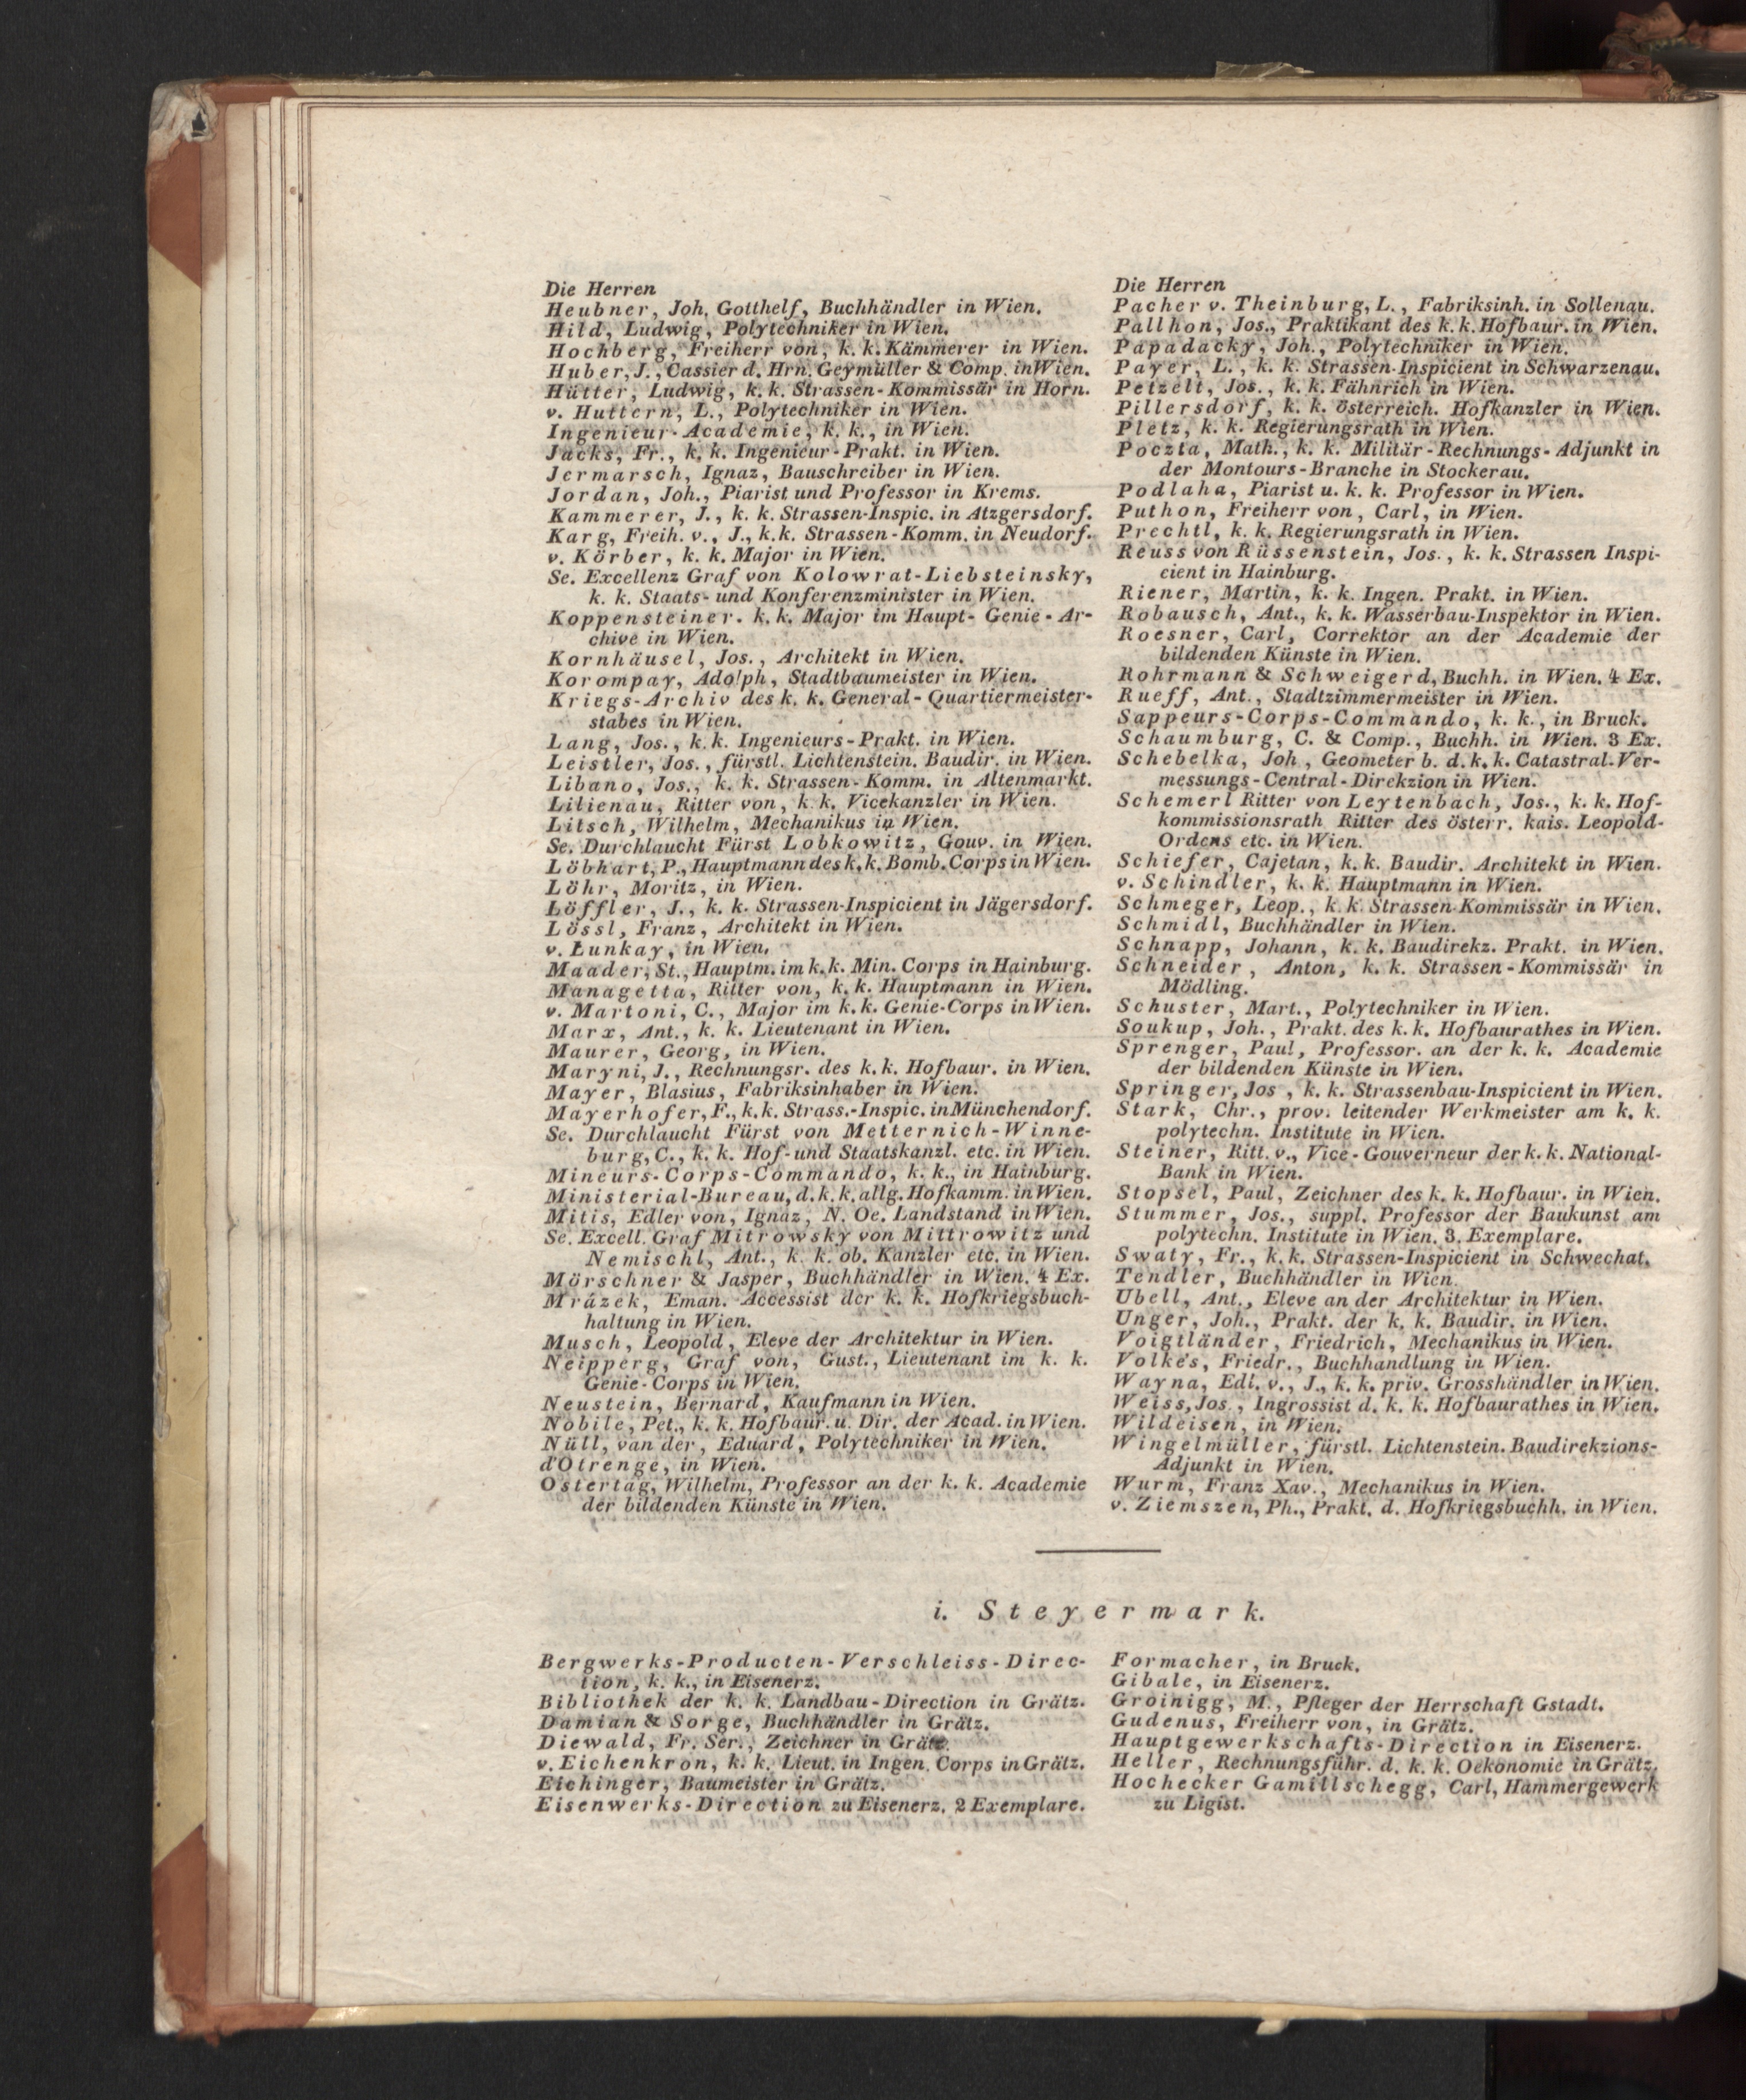 Die Herren
Heubner, Joh. Gotthelf, Buchhändler in Wien.
Hild, Ludwig, Polytechniker in Wien.
Hochberg, Freiherr von, k. k. Kämmerer in Wien.
Huber, J., Cassier d. Hrn. Geymüller & Comp. in Wien.
Hütter, Ludwig, k. k. Strassen-Kommissär in Horn.
v. Huttern, L., Polytechniker in Wien.
Ingenieur-Academie, k. k., in Wien.
Jacks, Fr., k. k. Ingenieur-Prakt. in Wien.
Jermarsch, Ignaz, Bauschreiber in Wien.
Jordan, Joh., Piarist und Professor in Krems.
Kammerer, J., k. k. Strassen-Inspic. in Atzgersdorf.
Karg, Freih. v., J., k. k. Strassen-Komm. in Neudorf.
v. Körber, k. k. Major in Wien.
Se. Excellenz Graf von Kolowrat-Liebsteinsky,
k. k. Staats- und Konferenzminister in Wien.
Koppensteiner. k. k. Major im Haupt-Genie-Ar-
chive in Wien.
Kornhäusel, Jos., Architekt in Wien.
Korompay, Adolph, Stadtbaumeister in Wien.
Kriegs-Archiv des k. k. General-Quartiermeister-
stabes in Wien.
Lang, Jos., k. k. Ingenieurs-Prakt. in Wien.
Leistler, Jos., fürstl. Lichtenstein. Baudir. in Wien.
Libano, Jos., k. k. Strassen-Komm. in Altenmarkt.
Lilienau, Ritter von, k. k. Vicekanzler in Wien.
Litsch, Wilhelm, Mechanikus in Wien.
Se. Durchlaucht Fürst Lobkowitz, Gouv. in Wien.
Löbhart, P., Hauptmann des k. k. Bomb. Corps in Wien.
Löhr, Moritz, in Wien.
Löffler, J., k. k. Strassen-Inspicient in Jägersdorf.
Lössl, Franz, Architekt in Wien.
v. Lunkay, in Wien.
Maader, St., Hauptm. im k. k. Min. Corps in Hainburg.
Managetta, Ritter von, k. k. Hauptmann in Wien.
v. Martoni, C., Major im k. k. Genie-Corps in Wien.
Marx, Ant., k. k. Lieutenant in Wien.
Maurer, Georg, in Wien.
Maryni, J., Rechnungsr. des k. k. Hofbaur. in Wien.
Mayer, Blasius, Fabriksinhaber in Wien.
Mayerhofer, F., k. k. Strass.-Inspic. in Münchendorf.
Se. Durchlaucht Fürst von Metternich-Winne-
burg, C., k. k. Hof- und Staatskanzl. etc. in Wien.
Mineurs-Corps-Commando, k. k., in Hainburg.
Ministerial-Bureau, d. k. k. allg. Hofkamm. in Wien.
Mitis, Edler von, Ignaz, N. Oe. Landstand in Wien.
Se. Excell. Graf Mitrowsky von Mittrowitz und
Nemischl, Ant., k. k. ob. Kanzler etc. in Wien.
Mörschner & Jasper, Buchhändler in Wien. 4 Ex.
Mrázek, Eman. Accessist der k. k. Hofkriegsbuch-
haltung in Wien.
Musch, Leopold, Eleve der Architektur in Wien.
Neipperg, Graf von, Gust., Lieutenant im k. k.
Genie-Corps in Wien.
Neustein, Bernard, Kaufmann in Wien.
Nobile, Pet., k. k. Hofbaur. u. Dir. der Acad. in Wien.
Nüll, van der, Eduard, Polytechniker in Wien.
d'Otrenge, in Wien.
Ostertag, Wilhelm, Professor an der k. k. Academie
der bildenden Künste in Wien.
Die Herren
Pacher v. Theinburg, L., Fabriksinh. in Sollenau.
Pallhon, Jos., Praktikant des k. k. Hofbaur. in Wien.
Papadacky, Joh., Polytechniker in Wien.
Payer, L., k. k. Strassen-Inspicient in Schwarzenau.
Petzelt, Jos., k. k. Fähnrich in Wien.
Pillersdorf, k. k. österreich. Hofkanzler in Wien.
Pletz, k. k. Regierungsrath in Wien.
Poczta, Math., k. k. Militär-Rechnungs-Adjunkt in
der Montours-Branche in Stockerau.
Podlaha, Piarist u. k. k. Professor in Wien.
Puthon, Freiherr von, Carl, in Wien.
Prechtl, k. k. Regierungsrath in Wien.
Reuss von Rüssenstein, Jos., k. k. Strassen Inspi-
cient in Hainburg.
Riener, Martin, k. k. Ingen. Prakt. in Wien.
Robausch, Ant., k. k. Wasserbau-Inspektor in Wien.
Roesner, Carl, Correktor an der Academie der
bildenden Künste in Wien.
Rohrmann & Schweigerd, Buchh. in Wien. 4 Ex.
Rueff, Ant., Stadtzimmermeister in Wien.
Sappeurs-Corps-Commando, k. k., in Bruck.
Schaumburg, C. & Comp., Buchh. in Wien. 3 Ex.
Schebelka, Joh, Geometer b. d. k. k. Catastral-Ver-
messungs-Central-Direkzion in Wien.
Schemerl Ritter von Leytenbach, Jos., k. k. Hof-
kommissionsrath Ritter des österr. kais. Leopold-
Ordens etc. in Wien.
Schiefer, Cajetan, k. k. Baudir. Architekt in Wien.
v. Schindler, k. k. Hauptmann in Wien.
Schmeger, Leop., k. k. Strassen-Kommissär in Wien.
Schmidl, Buchhändler in Wien.
Schnapp, Johann, k. k. Baudirekz. Prakt. in Wien.
Schneider, Anton, k. k. Strassen-Kommissär in
Mödling.
Schuster, Mart., Polytechniker in Wien.
Soukup, Joh., Prakt. des k. k. Hofbaurathes in Wien.
Sprenger, Paul, Professor. an der k. k. Academie
der bildenden Künste in Wien.
Springer, Jos, k. k. Strassenbau-Inspicient in Wien.
Stark, Chr., prov. leitender Werkmeister am k. k.
polytechn. Institute in Wien.
Steiner, Ritt. v., Vice-Gouverneur der k. k. National-
Bank in Wien.
Stopsel, Paul, Zeichner des k. k. Hofbaur. in Wien.
Stummer, Jos., suppl. Professor der Baukunst am
polytechn. Institute in Wien. 3. Exemplare.
Swaty, Fr., k. k. Strassen-Inspicient in Schwechat.
Tendler, Buchhändler in Wien.
Ubell, Ant., Eleve an der Architektur in Wien.
Unger, Joh., Prakt. der k. k. Baudir. in Wien.
Voigtländer, Friedrich, Mechanikus in Wien.
Volke's, Friedr., Buchhandlung in Wien.
Wayna, Edl. v., J., k. k. priv. Grosshändler in Wien.
Weiss, Jos., Ingrossist d. k. k. Hofbaurathes in Wien.
Wildeisen, in Wien.
Wingelmüller, fürstl. Lichtenstein. Baudirekzions-
Adjunkt in Wien.
Wurm, Franz Xav., Mechanikus in Wien.
v. Ziemszen, Ph., Prakt. d. Hofkriegsbuchh. in Wien.
i. Steyermark.
Bergwerks-Producten-Verschleiss-Direc-
tion, k. k., in Eisenerz.
Bibliothek der k. k. Landbau-Direction in Grätz.
Damian & Sorge, Buchhändler in Grätz.
Diewald, Fr. Ser., Zeichner in Grätz.
v. Eichenkron, k. k. Lieut. in Ingen. Corps in Grätz.
Eichinger, Baumeister in Grätz.
Eisenwerks-Direction zu Eisenerz. 2 Exemplare.
Formacher, in Bruck.
Gibale, in Eisenerz.
Groinigg, M., Pfleger der Herrschaft Gstadt.
Gudenus, Freiherr von, in Grätz.
Hauptgewerkschafts-Direction in Eisenerz.
Heller, Rechnungsführ. d. k. k. Oekonomie in Grätz.
Hochecker Gamillschegg, Carl, Hammergewerk
zu Ligist.